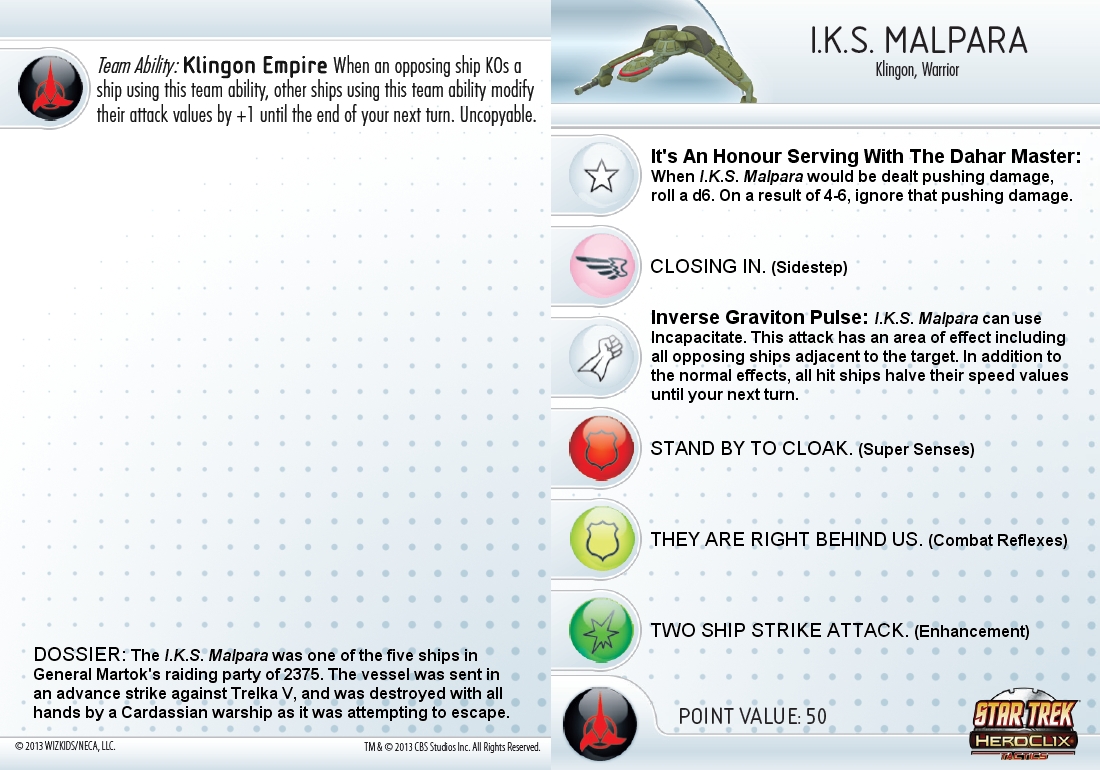 Team Ability: Klingon Empire When an opposing ship KOs a
ship using this team ability, other ships using this team ability modify
their attack values by +1 until the end of your next turn. Uncopyable.
DOSSIER: The I.K.S. Malpara was one of the five ships in
General Martok's raiding party of 2375. The vessel was sent in
an advance strike against Trelka V, and was destroyed with all
hands by a Cardassian warship as it was attempting to escape.
© 2013 WIZKIDS/NECA, LLC.
TM & © 2013 CBS Studios Inc. All Rights Reserved.
I.K.S. MALPARA
Klingon, Warrior
It's An Honour Serving With The Dahar Master:
When I.K.S. Malpara would be dealt pushing damage,
roll a d6. On a result of 4-6, ignore that pushing damage.
CLOSING IN. (Sidestep)
Inverse Graviton Pulse: I.K.S. Malpara can use
Incapacitate. This attack has an area of effect including
all opposing ships adjacent to the target. In addition to
the normal effects, all hit ships halve their speed values
until your next turn.
STAND BY TO CLOAK. (Super Senses)
THEY ARE RIGHT BEHIND US. (Combat Reflexes)
TWO SHIP STRIKE ATTACK. (Enhancement)
POINT VALUE: 50
STAR TREK
HEROCLIX
TACTICS